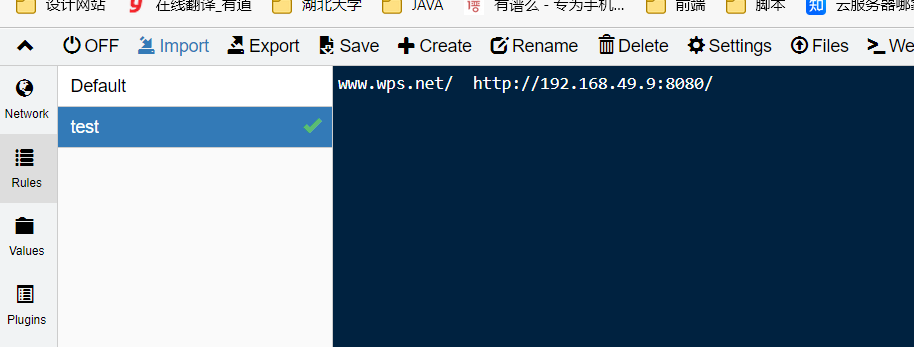 设计网站 在线翻译_有道 湖北大学 JAVA 有谱么 - 专为手机... 前端 脚本 知 云服务器哪
OFF Import Export Save Create Rename Delete Settings Files We
Default
www.wps.net/  http://192.168.49.9:8080/
Network
test
Rules
Values
Plugins